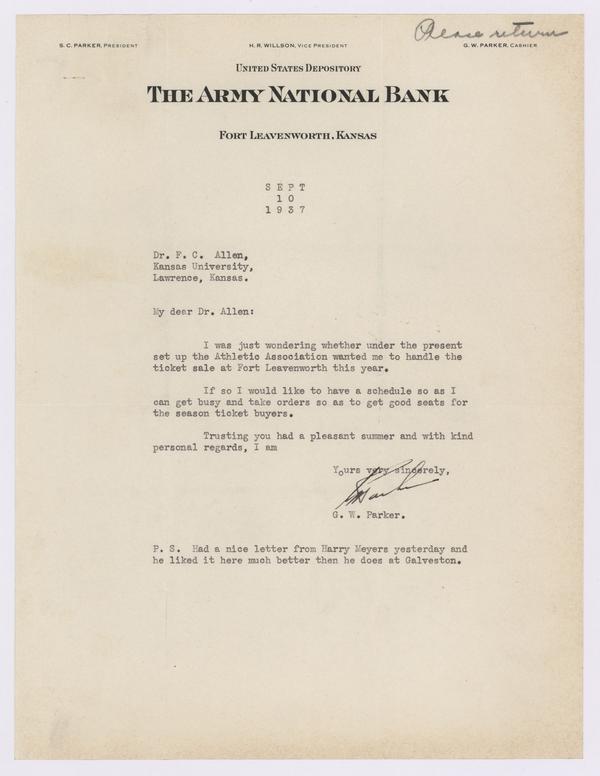 Please return
S. C. PARKER, PRESIDENT
H. R. WILLSON, VICE PRESIDENT
G. W. PARKER, CASHIER
UNITED STATES DEPOSITORY
THE ARMY NATIONAL BANK
FORT LEAVENWORTH, KANSAS
SEPT
10
1937
Dr. F. C. Allen,
Kansas University,
Lawrence, Kansas.
My dear Dr. Allen:
I was just wondering whether under the present
set up the Athletic Association wanted me to handle the
ticket sale at Fort Leavenworth this year.
If so I would like to have a schedule so as I
can get busy and take orders so as to get good seats for
the season ticket buyers.
Trusting you had a pleasant summer and with kind
personal regards, I am
Yours very sincerely,
G W Parker
G. W. Parker.
P. S. Had a nice letter from Harry Meyers yesterday and
he liked it here much better then he does at Galveston.